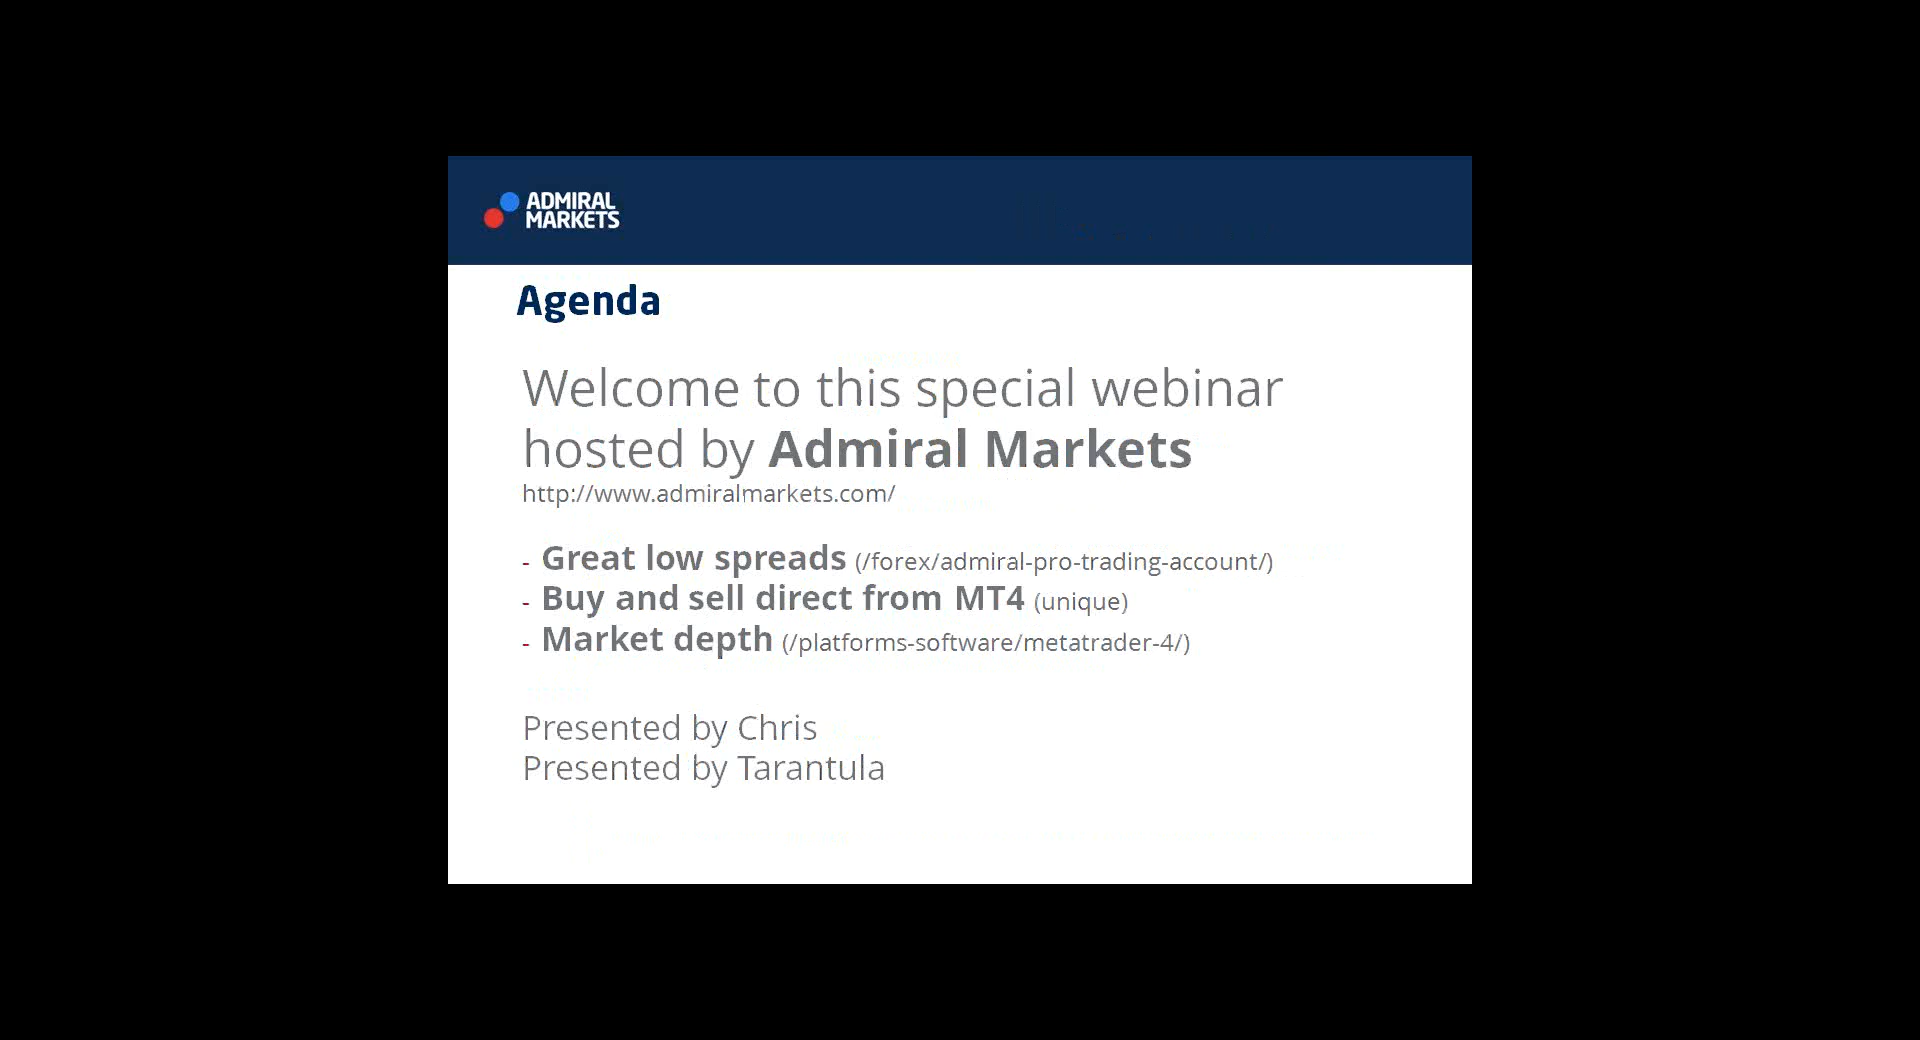 ADMIRAL
MARKETS
Agenda
Welcome to this special webinar
hosted by Admiral Markets
http://www.admiralmarkets.com/
- Great low spreads (/forex/admiral-pro-trading-account/)
- Buy and sell direct from MT4 (unique)
- Market depth (/platforms-software/metatrader-4/)
Presented by Chris
Presented by Tarantula